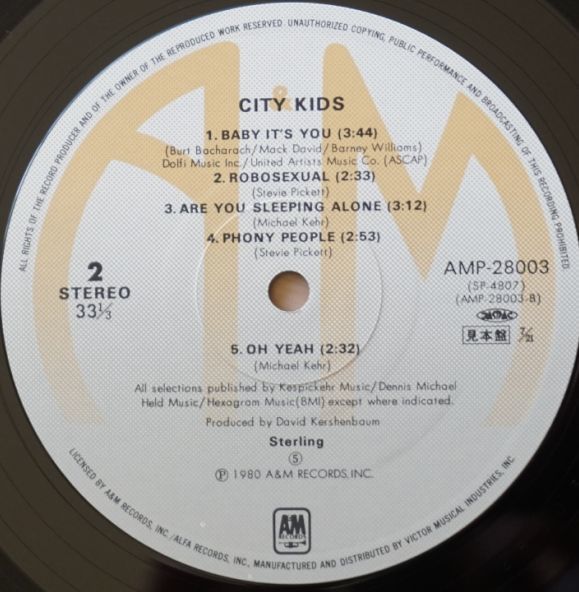 ALL RIGHTS OF THE RECORD PRODUCER AND OF THE OWNER OF THE REPRODUCED WORK RESERVED UNAUTHORIZED COPYING, PUBLIC PERFORMANCE AND BROADCASTING OF THIS RECORD PROHIBITED.
A&M
CITY KIDS
1. BABY IT'S YOU (3:44)
(Burt Bacharach/Mack David/Barney Williams)
Dolfi Music Inc./United Artists Music Co. (ASCAP)
2. ROBOSEXUAL (2:33)
(Stevie Pickett)
3. ARE YOU SLEEPING ALONE (3:12)
(Michael Kehr)
4. PHONY PEOPLE (2:53)
(Stevie Pickett)
2
STEREO
33 1/3
AMP-28003
(SP-4807)
(AMP-28003-B)
見本盤 7/21
5. OH YEAH (2:32)
(Michael Kehr)
All selections published by Kespickehr Music/Dennis Michael
Held Music/Hexagram Music(BMI) except where indicated.
Produced by David Kershenbaum
Sterling
Ⓢ
Ⓟ 1980 A&M RECORDS, INC.
A&M
RECORDS
LICENSED BY A&M RECORDS, INC./ALFA RECORDS, INC., MANUFACTURED AND DISTRIBUTED BY VICTOR MUSICAL INDUSTRIES, INC.